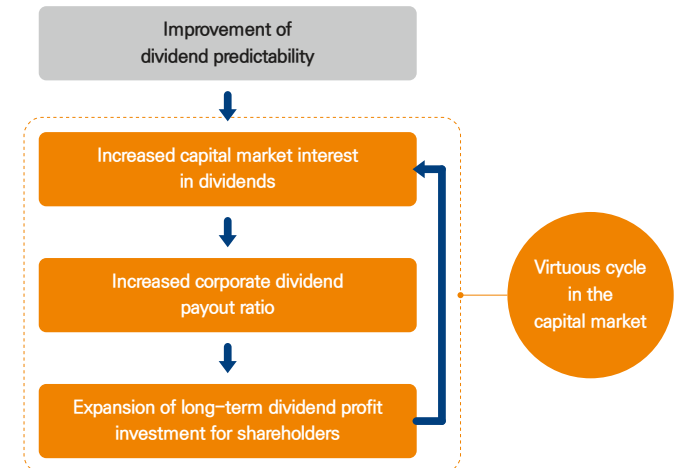 Improvement of
dividend predictability
Increased capital market interest
in dividends
Increased corporate dividend
payout ratio
Expansion of long-term dividend profit
investment for shareholders
Virtuous cycle
in the
capital market